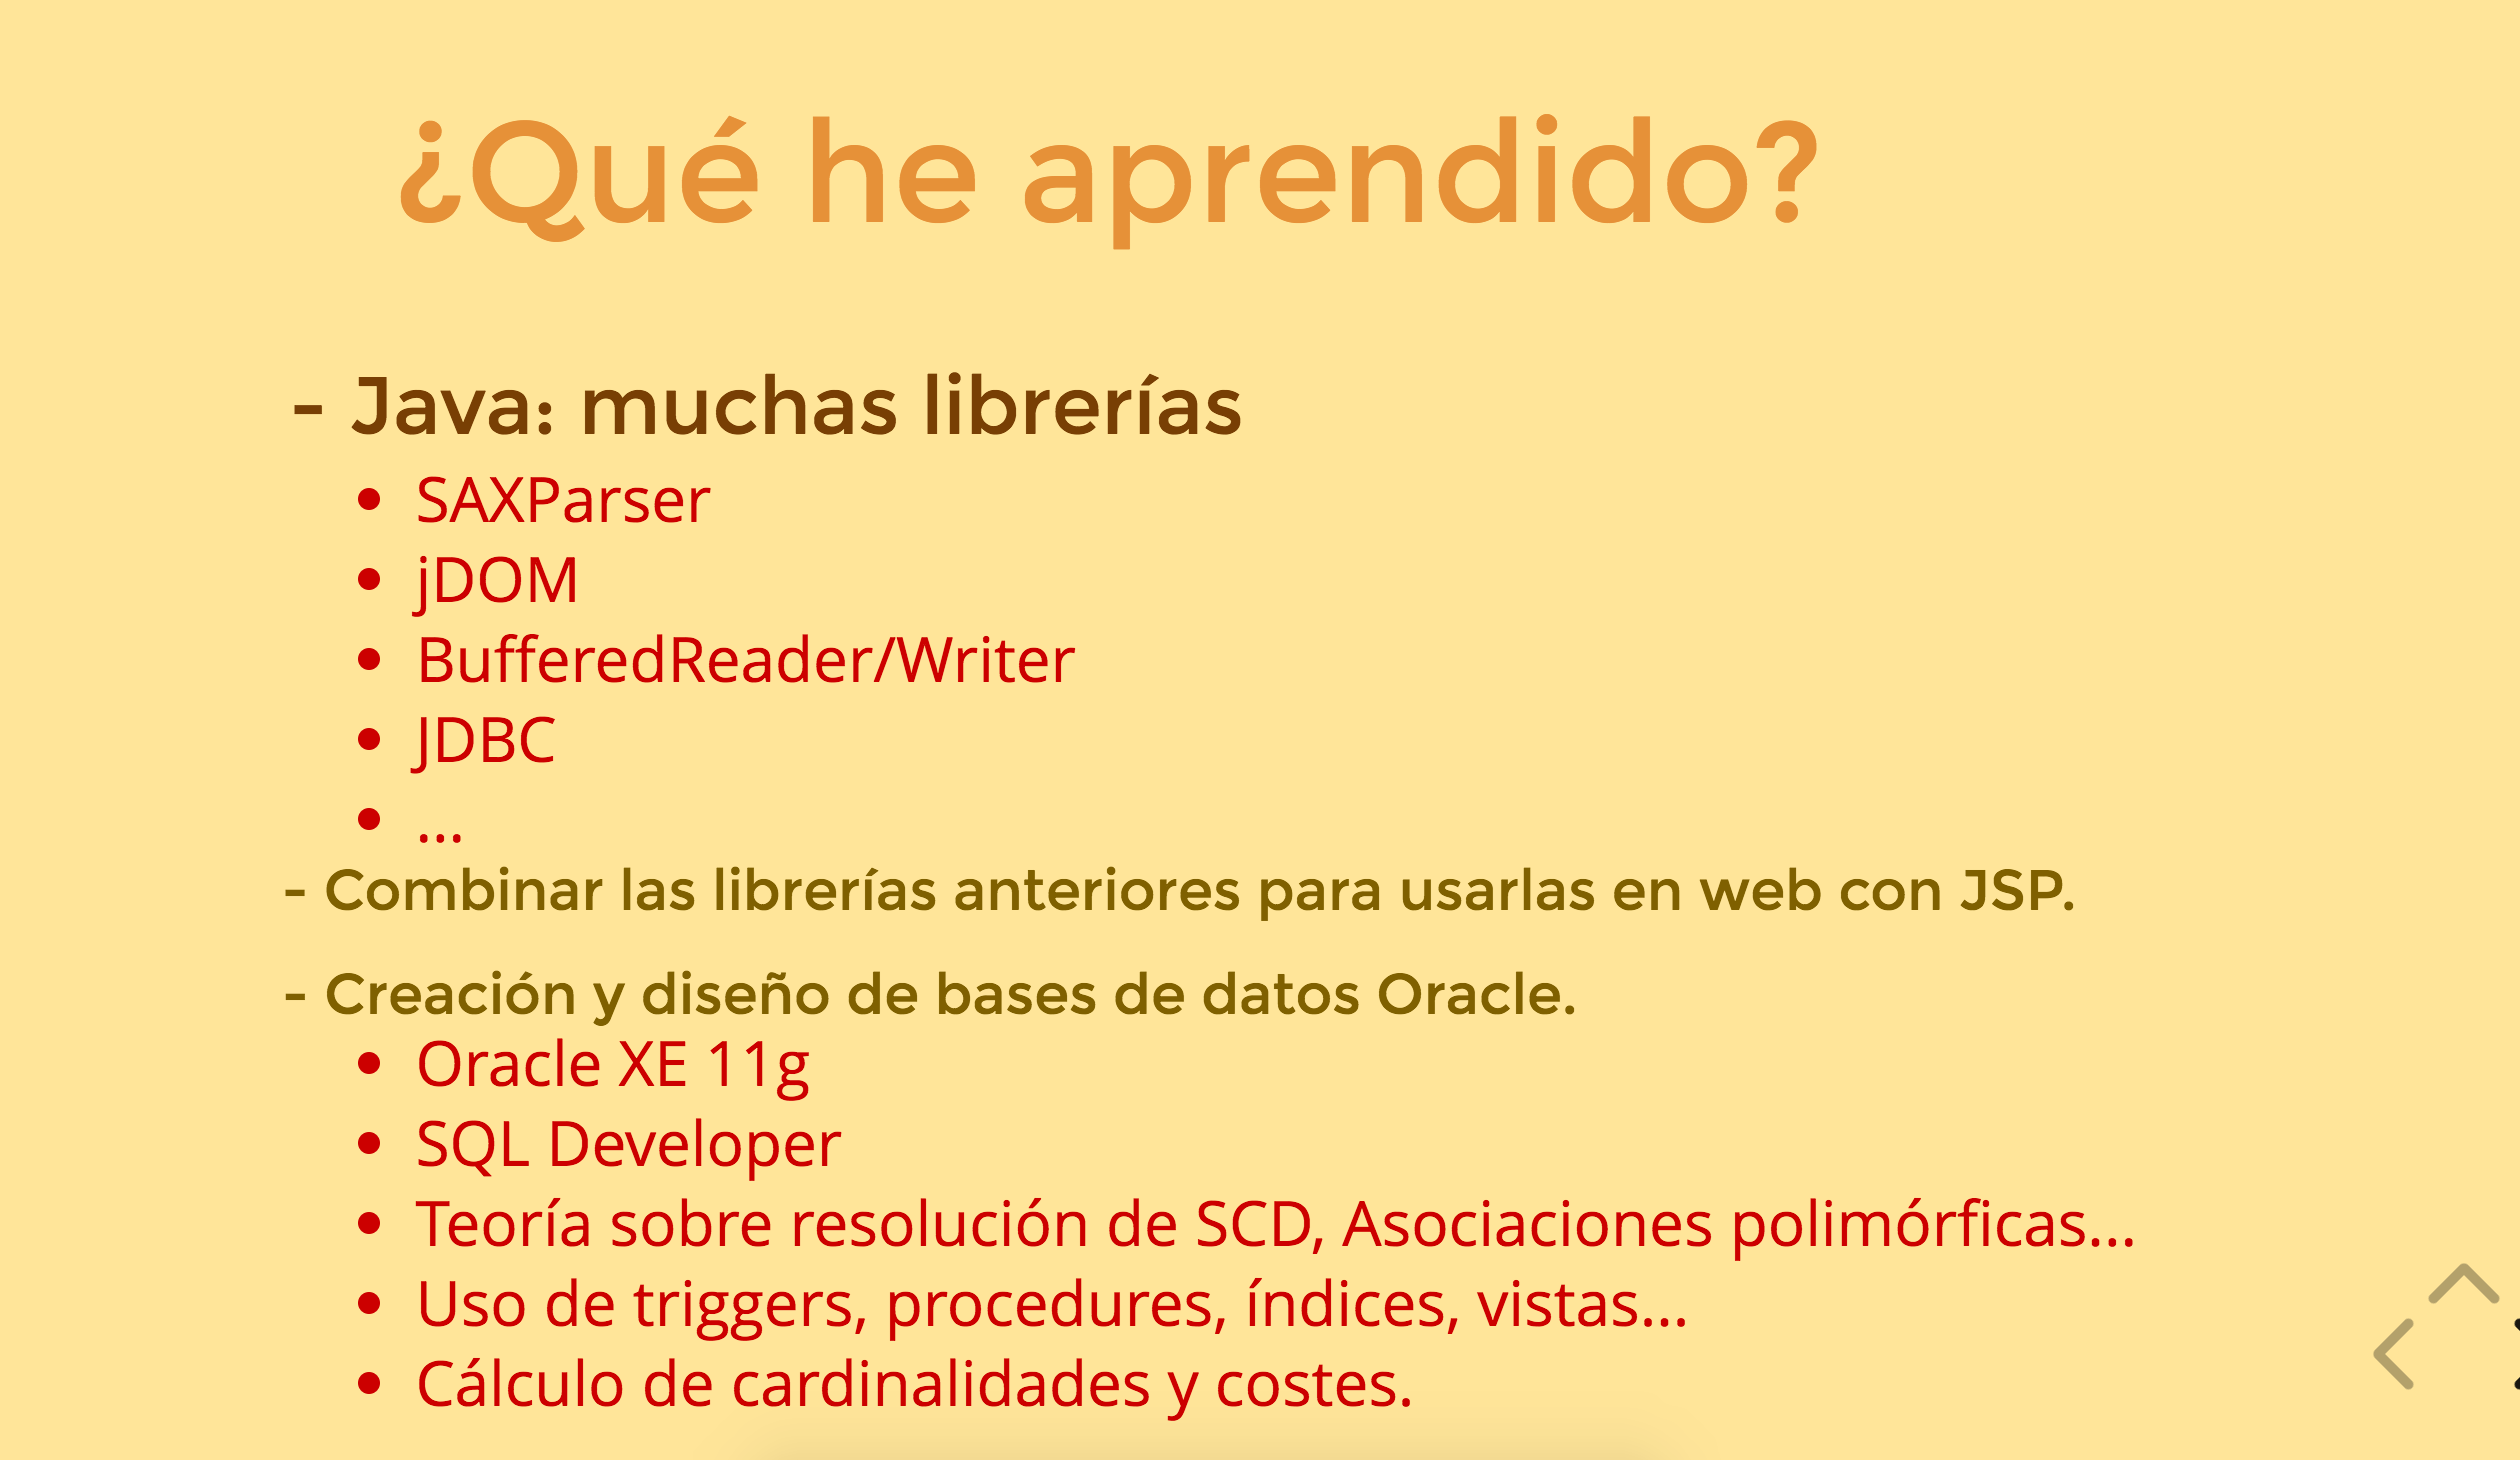 ¿Qué he aprendido?
- Java: muchas librerías
• SAXParser
• jDOM
• BufferedReader/Writer
• JDBC
• ...
- Combinar las librerías anteriores para usarlas en web con JSP.
- Creación y diseño de bases de datos Oracle.
• Oracle XE 11g
• SQL Developer
• Teoría sobre resolución de SCD, Asociaciones polimórficas...
• Uso de triggers, procedures, índices, vistas...
• Cálculo de cardinalidades y costes.